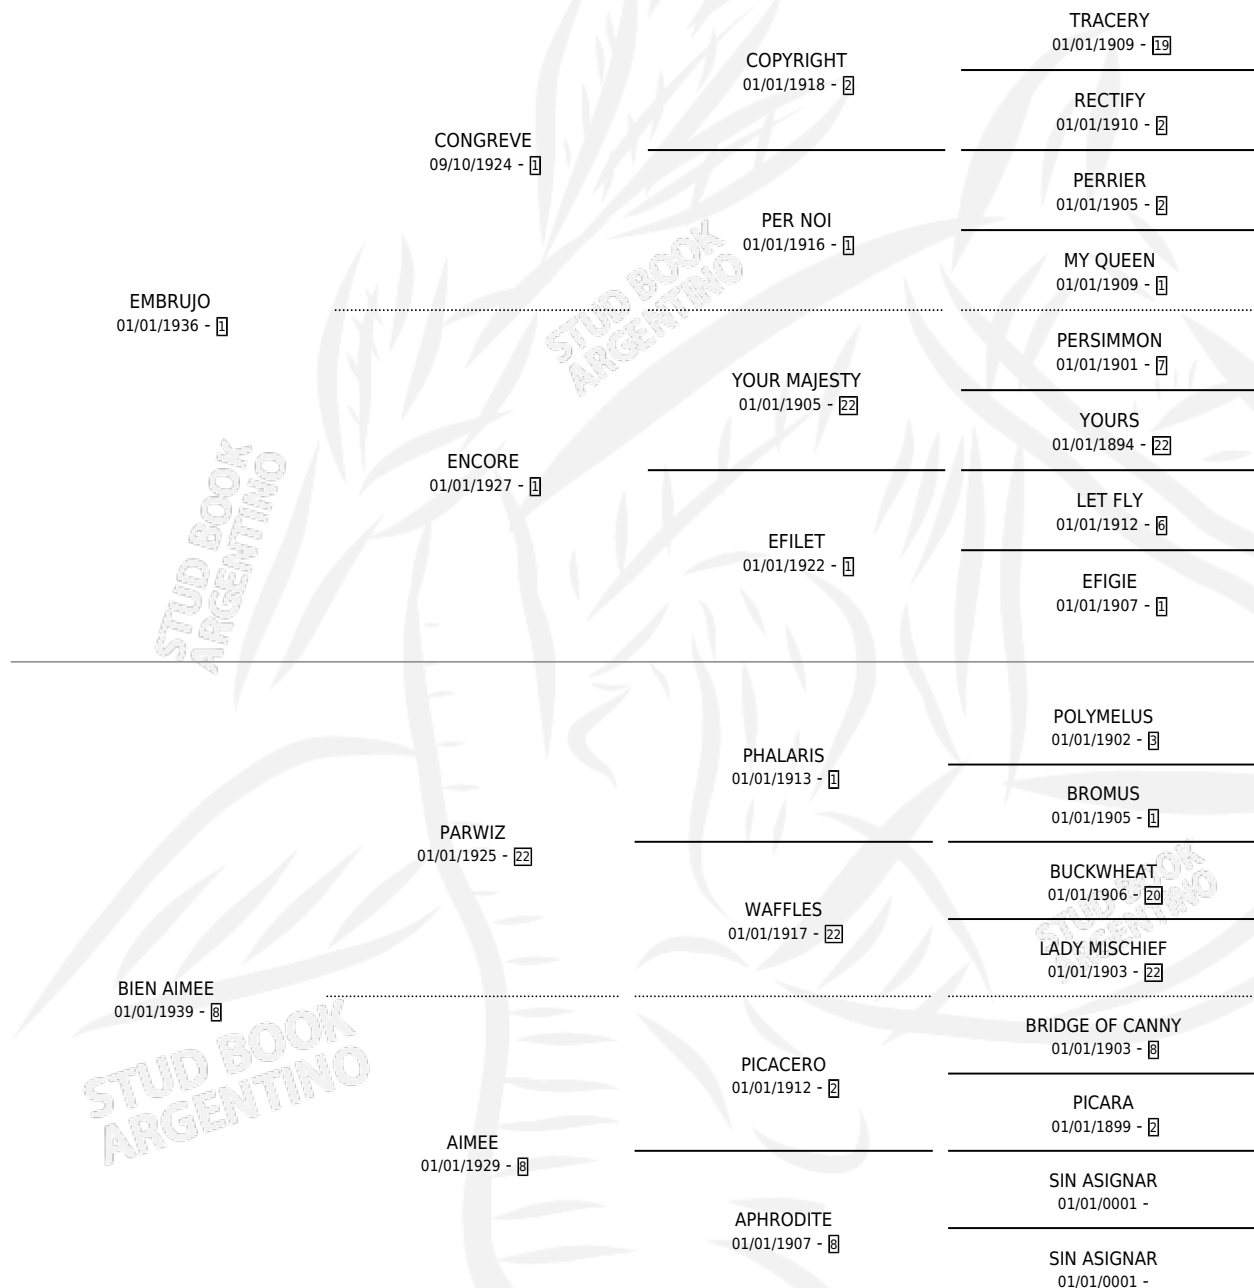 TRACERY
01/01/1909 - 19
COPYRIGHT
01/01/1918 - 2
RECTIFY
01/01/1910 - 2
CONGREVE
09/10/1924 - 1
PERRIER
01/01/1905 - 2
PER NOI
01/01/1916 - 1
MY QUEEN
01/01/1909 - 1
EMBRUJO
01/01/1936 - 1
STUD BOOK
ARGENTINO
PERSIMMON
01/01/1901 - 7
YOUR MAJESTY
01/01/1905 - 22
YOURS
01/01/1894 - 22
ENCORE
01/01/1927 - 1
LET FLY
01/01/1912 - 6
EFILET
01/01/1922 - 1
EFIGIE
01/01/1907 - 1
STUD BOOK
ARGENTINO
POLYMELUS
01/01/1902 - 3
PHALARIS
01/01/1913 - 1
BROMUS
01/01/1905 - 1
PARWIZ
01/01/1925 - 22
BUCKWHEAT
01/01/1906 - 20
WAFFLES
01/01/1917 - 22
LADY MISCHIEF
01/01/1903 - 22
STUD BOOK
ARGENTINO
BIEN AIMEE
01/01/1939 - 8
BRIDGE OF CANNY
01/01/1903 - 8
PICACERO
01/01/1912 - 2
PICARA
01/01/1899 - 2
STUD BOOK
ARGENTINO
AIMEE
01/01/1929 - 8
SIN ASIGNAR
01/01/0001 -
APHRODITE
01/01/1907 - 8
SIN ASIGNAR
01/01/0001 -